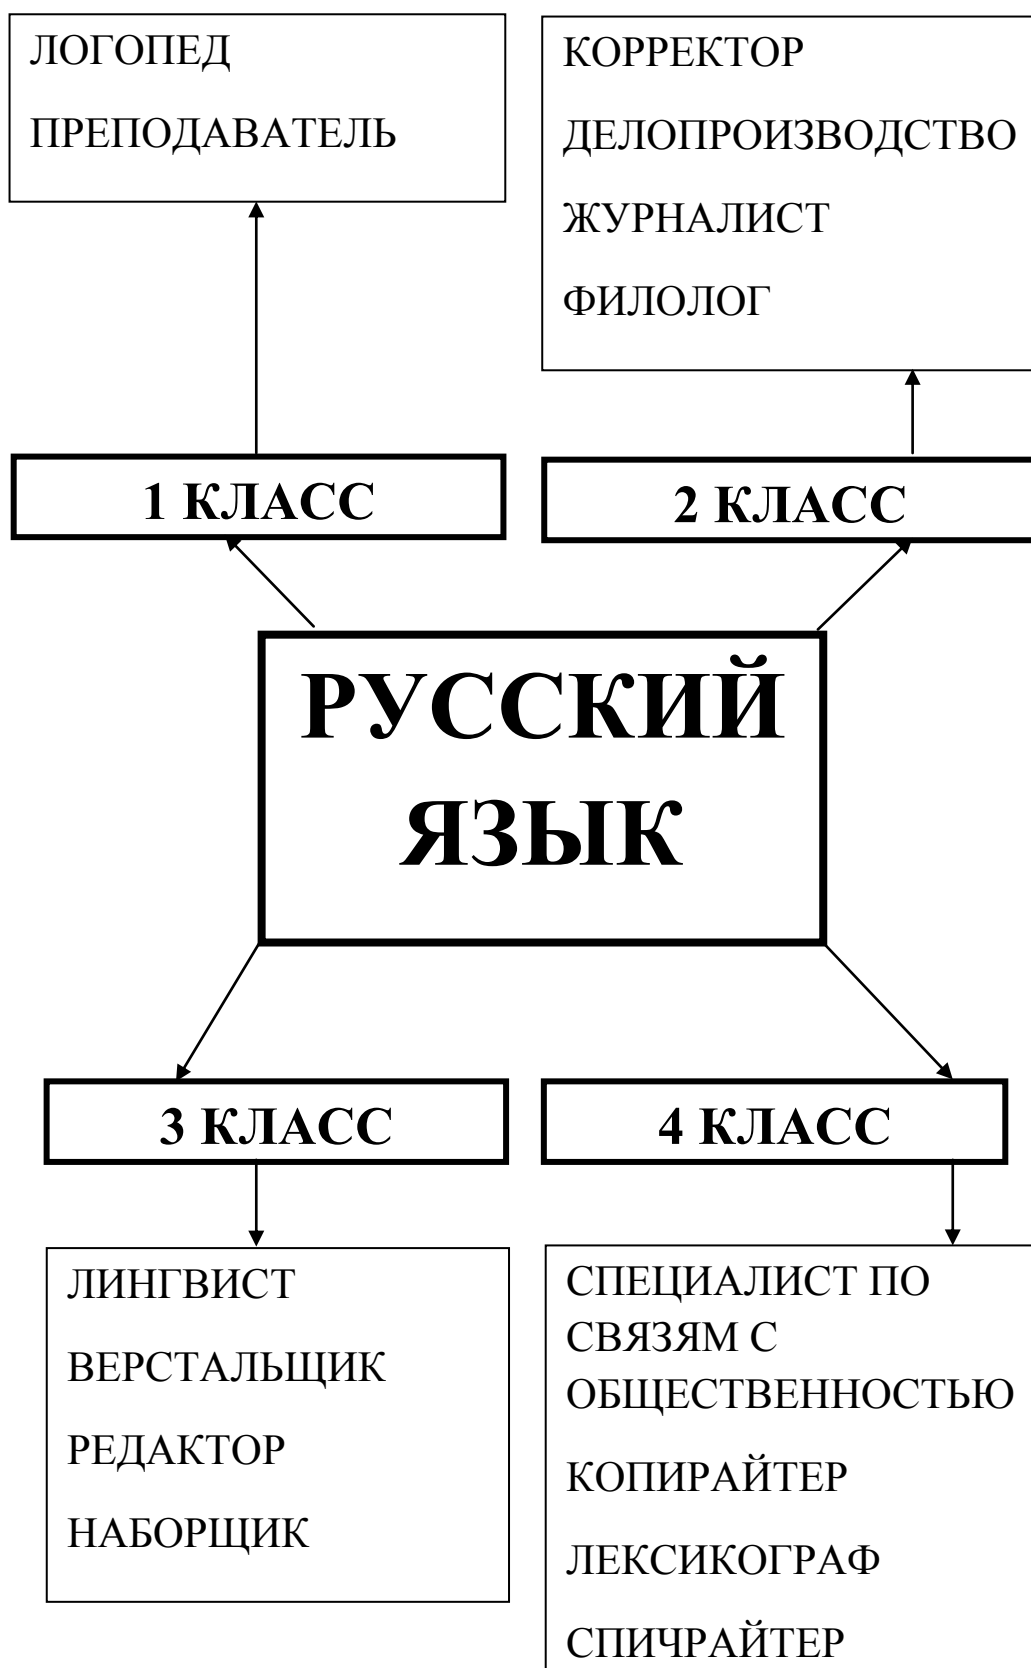 ЛОГОПЕД
ПРЕПОДАВАТЕЛЬ
КОРРЕКТОР
ДЕЛОПРОИЗВОДСТВО
ЖУРНАЛИСТ
ФИЛОЛОГ
1 КЛАСС
2 КЛАСС
РУССКИЙ
ЯЗЫК
3 КЛАСС
4 КЛАСС
ЛИНГВИСТ
ВЕРСТАЛЬЩИК
РЕДАКТОР
НАБОРЩИК
СПЕЦИАЛИСТ ПО
СВЯЗЯМ С
ОБЩЕСТВЕННОСТЬЮ
КОПИРАЙТЕР
ЛЕКСИКОГРАФ
СПИЧРАЙТЕР